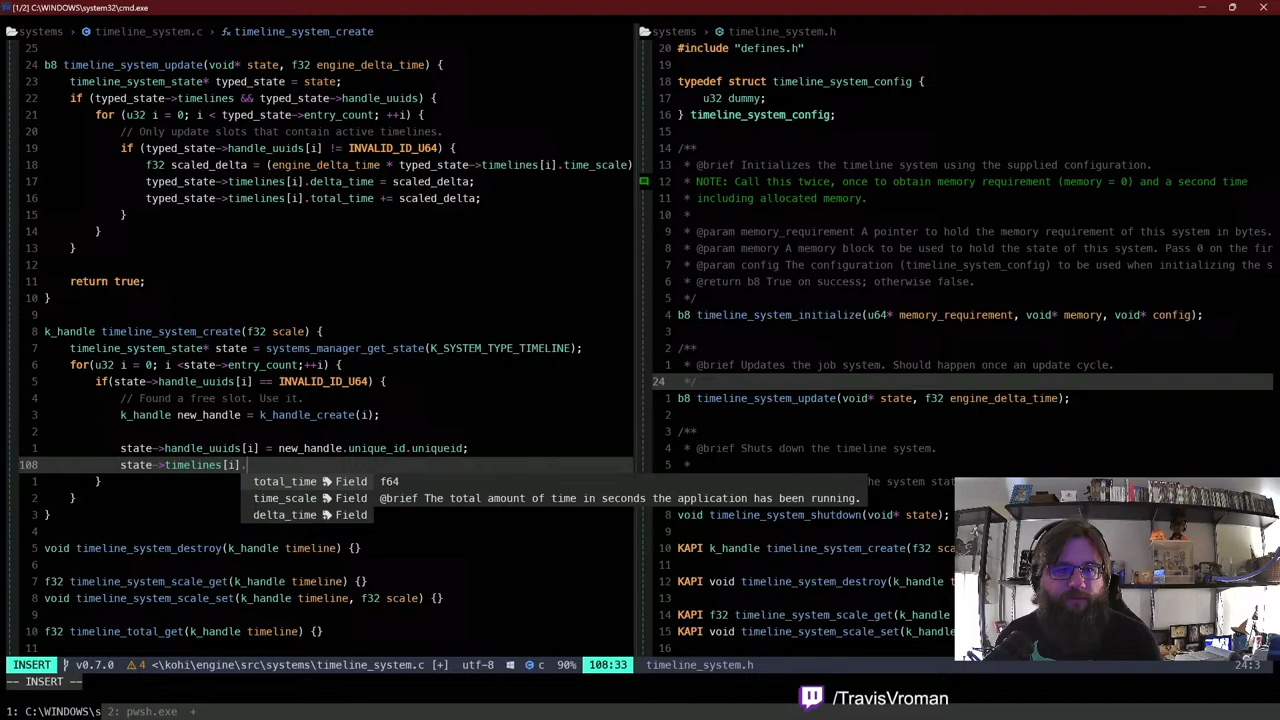 [1/2] C:\WINDOWS\system32\cmd.exe
systems > timeline_system.c > timeline_system_create
25
24 b8 timeline_system_update(void* state, f32 engine_delta_time) {
23 timeline_system_state* typed_state = state;
22 if (typed_state->timelines && typed_state->handle_uuids) {
21 for (u32 i = 0; i < typed_state->entry_count; ++i) {
20 // Only update slots that contain active timelines.
19 if (typed_state->handle_uuids[i] != INVALID_ID_U64) {
18 f32 scaled_delta = (engine_delta_time * typed_state->timelines[i].time_scale)
17 typed_state->timelines[i].delta_time = scaled_delta;
16 typed_state->timelines[i].total_time += scaled_delta;
15 }
14 }
13 }
12
11 return true;
10 }
9
8 k_handle timeline_system_create(f32 scale) {
7 timeline_system_state* state = systems_manager_get_state(K_SYSTEM_TYPE_TIMELINE);
6 for(u32 i = 0; i <state->entry_count;++i) {
5 if(state->handle_uuids[i] == INVALID_ID_U64) {
4 // Found a free slot. Use it.
3 k_handle new_handle = k_handle_create(i);
2
1 state->handle_uuids[i] = new_handle.unique_id.uniqueid;
108 state->timelines[i].
total_time Field f64
1 }
time_scale Field @brief The total amount of time in seconds the application has been running.
2 }
delta_time Field
3 }
4
5 void timeline_system_destroy(k_handle timeline) {}
6
7 f32 timeline_system_scale_get(k_handle timeline) {}
8 void timeline_system_scale_set(k_handle timeline, f32 scale) {}
9
10 f32 timeline_total_get(k_handle timeline) {}
11
INSERT v0.7.0 4 <\kohi\engine\src\systems\timeline_system.c [+] utf-8 c 90% 108:33
-- INSERT --
1: C:\WINDOWS\s 2: pwsh.exe +
systems > timeline_system.h
20 #include "defines.h"
19
18 typedef struct timeline_system_config {
17 u32 dummy;
16 } timeline_system_config;
15
14 /**
13 * @brief Initializes the timeline system using the supplied configuration.
12 * NOTE: Call this twice, once to obtain memory requirement (memory = 0) and a second time
11 * including allocated memory.
10 *
9 * @param memory_requirement A pointer to hold the memory requirement of this system in bytes.
8 * @param memory A memory block to be used to hold the state of this system. Pass 0 on the fir
7 * @param config The configuration (timeline_system_config) to be used when initializing the s
6 * @return b8 True on success; otherwise false.
5 */
4 b8 timeline_system_initialize(u64* memory_requirement, void* memory, void* config);
3
2 /**
1 * @brief Updates the job system. Should happen once an update cycle.
24 */
1 b8 timeline_system_update(void* state, f32 engine_delta_time);
2
3 /**
4 * @brief Shuts down the timeline system.
5 *
the system stat
8 void timeline_system_shutdown(void* state);
9
10 KAPI k_handle timeline_system_create(f32 sca
11
12 KAPI void timeline_system_destroy(k_handle t
13
14 KAPI f32 timeline_system_scale_get(k_handle
15 KAPI void timeline_system_scale_set(k_handle
timeline_system.h 24:3
/TravisVroman